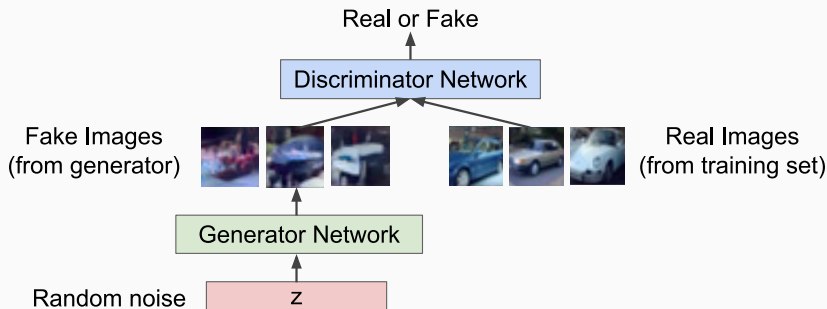 Real or Fake
Discriminator Network
Fake Images
(from generator)
Real Images
(from training set)
Generator Network
Random noise
z